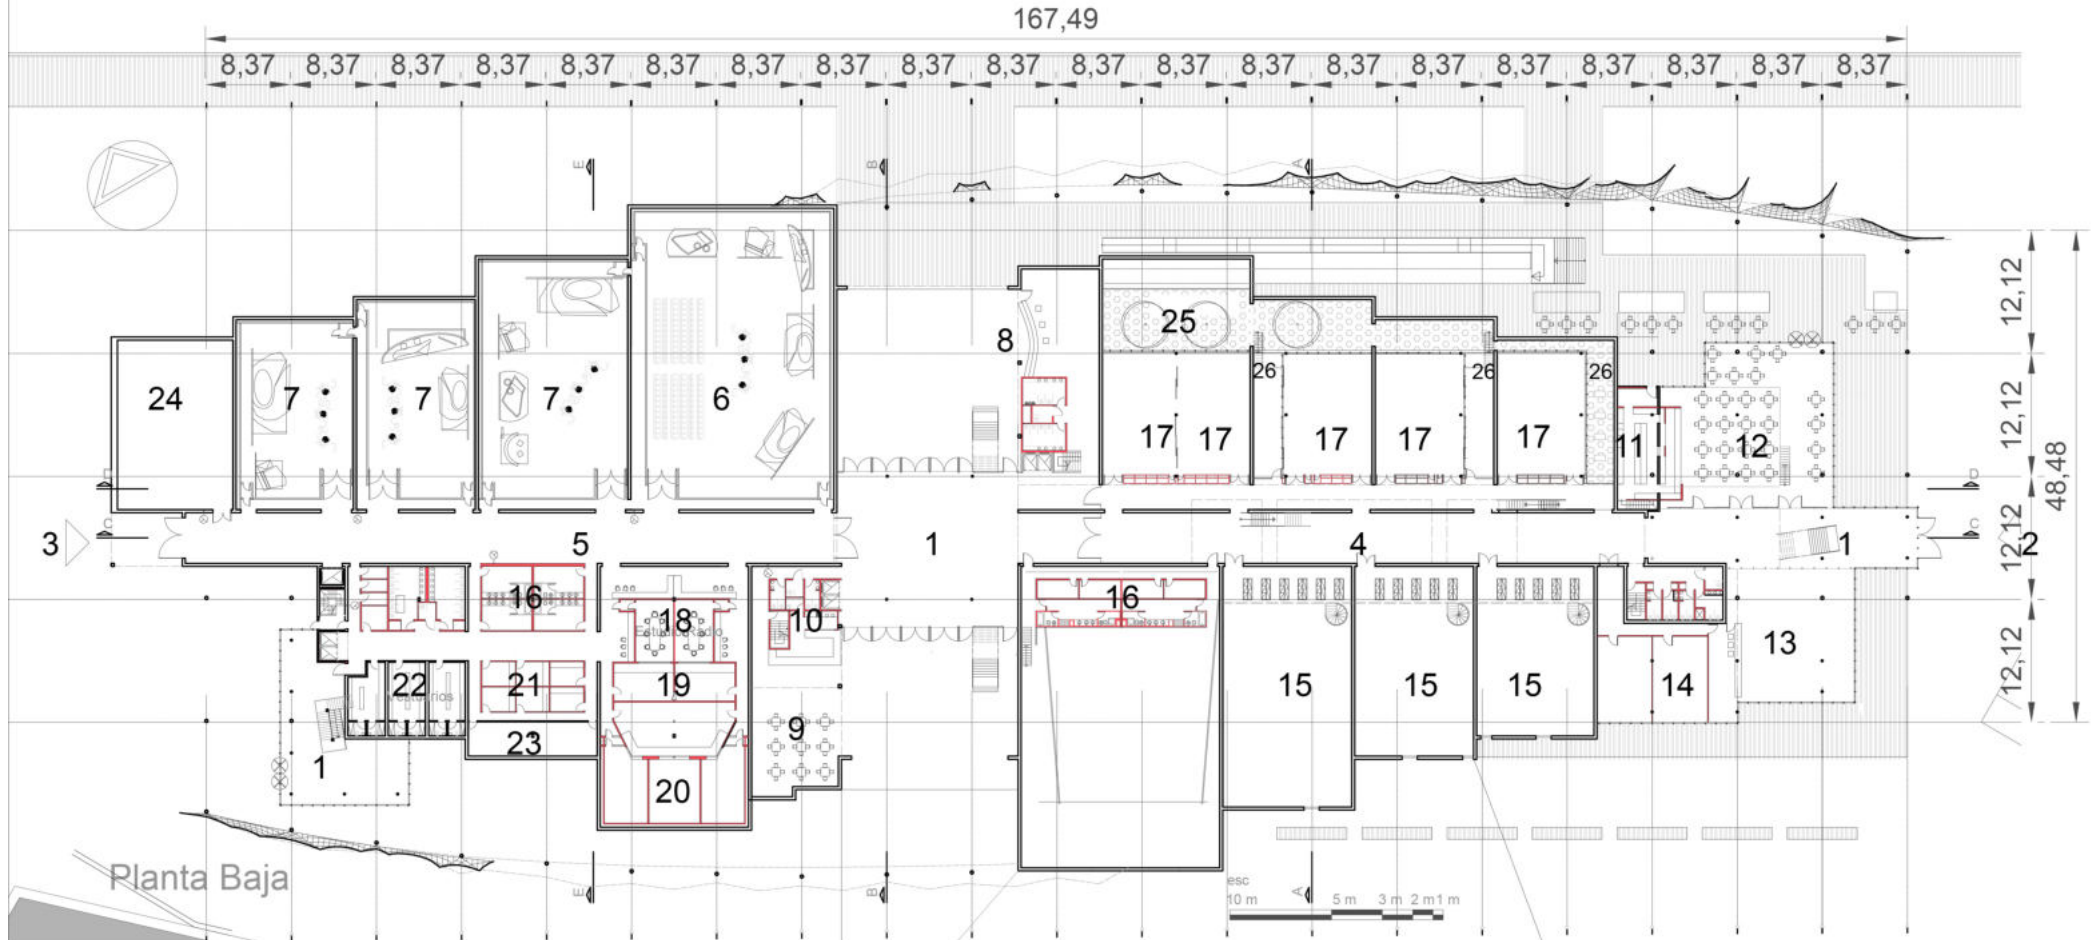 167,49
8,37 8,37 8,37 8,37 8,37 8,37 8,37 8,37 8,37 8,37 8,37 8,37 8,37 8,37 8,37 8,37 8,37 8,37 8,37 8,37
E B A
12,12
25
8
24 7 7 7 6 26 26 26
17 17 17 17 17 11 12
12,12
48,48
D
C C
3 5 1 4 1 2
12,12
16 18 10 16
Estudio Radio
13
22 21 19 15 15 15 14
12,12
1 23 9
20
Planta Baja
E B A
esc
10 m 5 m 3 m 2 m 1 m